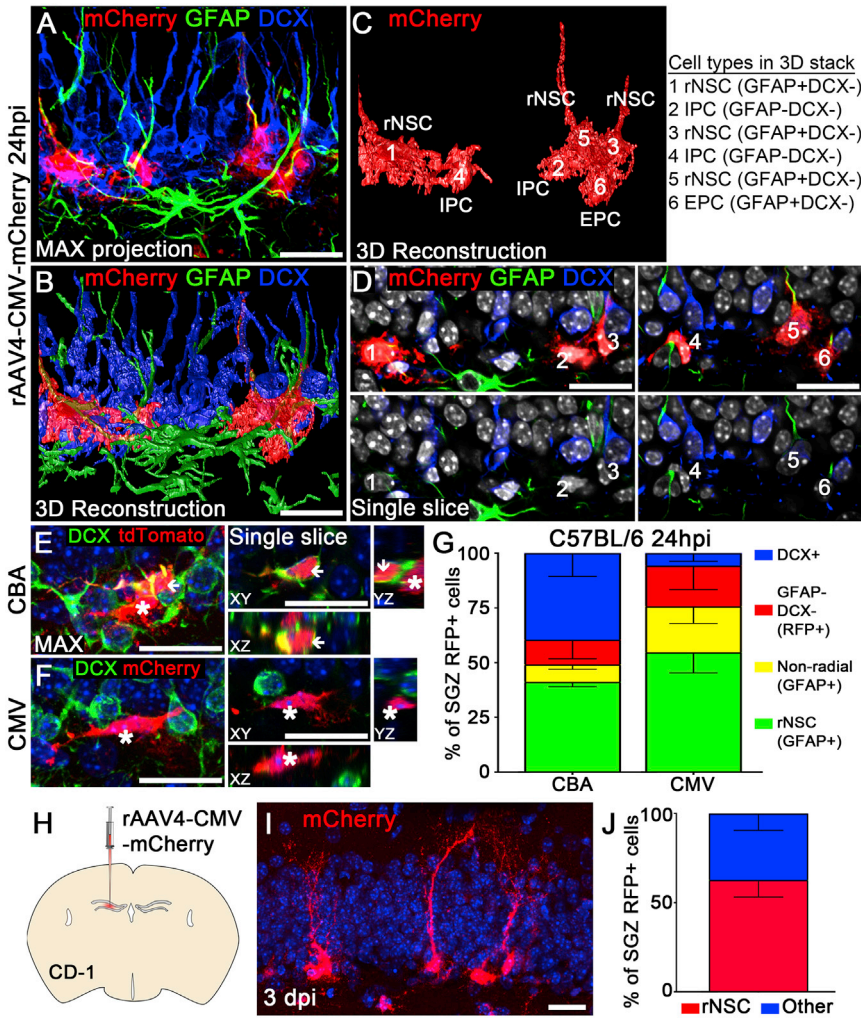 rAAV4-CMV-mCherry 24hpi
A
mCherry GFAP DCX
MAX projection
B
mCherry GFAP DCX
3D Reconstruction
C
mCherry
rNSC
1
4
IPC
rNSC
rNSC
5
3
2
6
IPC
EPC
3D Reconstruction
Cell types in 3D stack
1 rNSC (GFAP+DCX-)
2 IPC (GFAP-DCX-)
3 rNSC (GFAP+DCX-)
4 IPC (GFAP-DCX-)
5 rNSC (GFAP+DCX-)
6 EPC (GFAP+DCX-)
D
mCherry GFAP DCX
1
2
3
4
5
6
1
2
3
4
5
6
Single slice
CBA
E
DCX tdTomato
*
MAX
Single slice
XY
*
YZ
XZ
CMV
F
DCX mCherry
*
*
XY
*
YZ
*
XZ
G
C57BL/6 24hpi
% of SGZ RFP+ cells
100
75
50
25
0
CBA
CMV
DCX+
GFAP-
DCX-
(RFP+)
Non-radial
(GFAP+)
rNSC
(GFAP+)
H
rAAV4-CMV
-mCherry
CD-1
I
mCherry
3 dpi
J
% of SGZ RFP+ cells
100
50
0
rNSC
Other